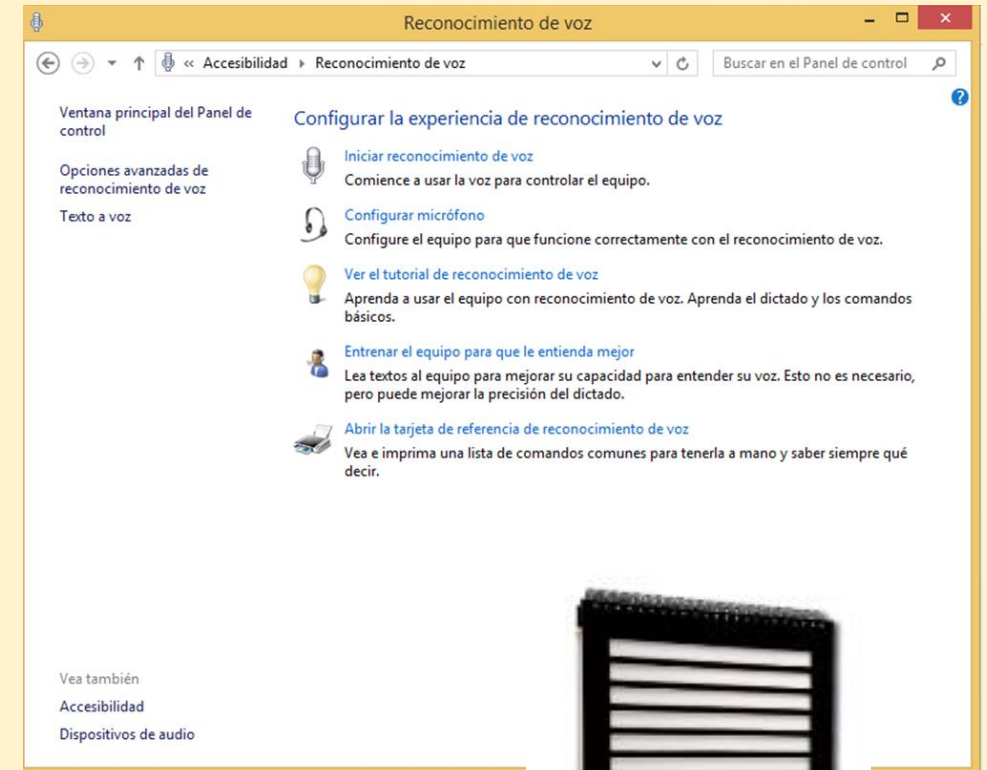 Reconocimiento de voz
« Accesibilidad Reconocimiento de voz
Buscar en el Panel de control
Ventana principal del Panel de
control
Opciones avanzadas de
reconocimiento de voz
Texto a voz
Configurar la experiencia de reconocimiento de voz
Iniciar reconocimiento de voz
Comience a usar la voz para controlar el equipo.
Configurar micrófono
Configure el equipo para que funcione correctamente con el reconocimiento de voz.
Ver el tutorial de reconocimiento de voz
Aprenda a usar el equipo con reconocimiento de voz. Aprenda el dictado y los comandos
básicos.
Entrenar el equipo para que le entienda mejor
Lea textos al equipo para mejorar su capacidad para entender su voz. Esto no es necesario,
pero puede mejorar la precisión del dictado.
Abrir la tarjeta de referencia de reconocimiento de voz
Vea e imprima una lista de comandos comunes para tenerla a mano y saber siempre qué
decir.
Vea también
Accesibilidad
Dispositivos de audio